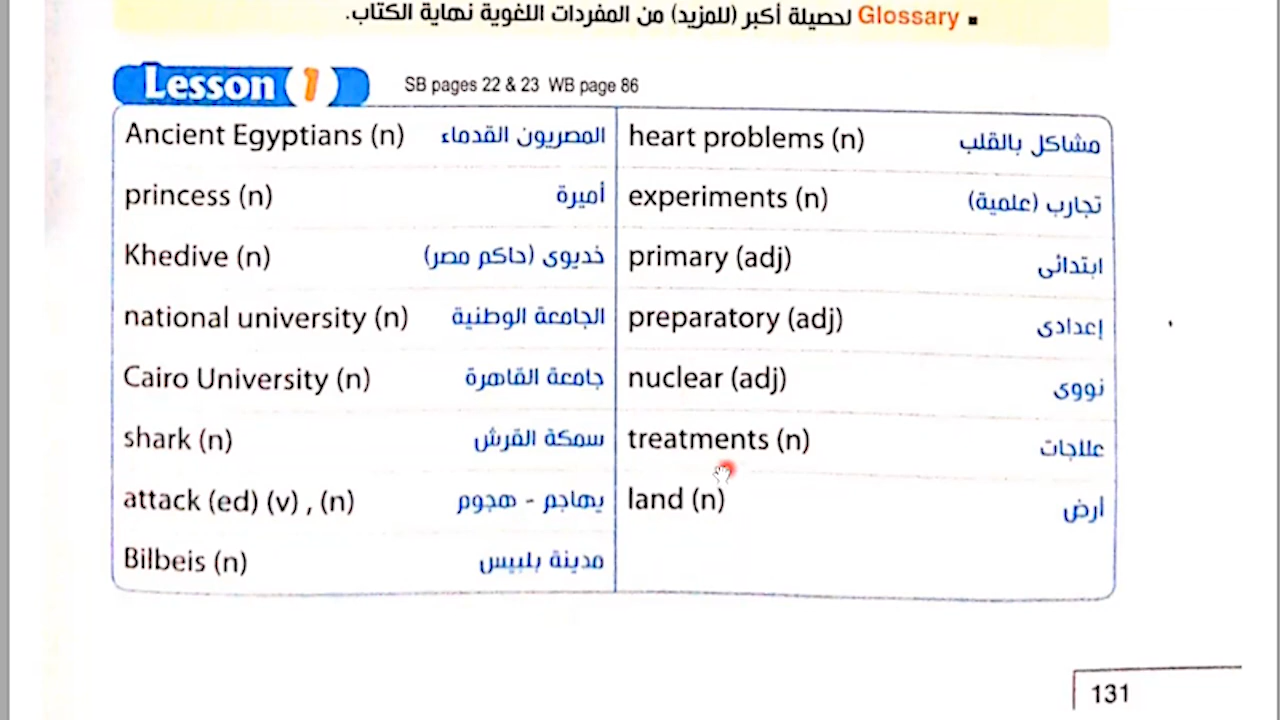 ▪ Glossary لحصيلة أكبر (للمزيد) من المفردات اللغوية نهاية الكتاب.
Lesson 1 SB pages 22 & 23 WB page 86
Ancient Egyptians (n) المصريون القدماء
princess (n) أميرة
Khedive (n) خديوى (حاكم مصر)
national university (n) الجامعة الوطنية
Cairo University (n) جامعة القاهرة
shark (n) سمكة القرش
attack (ed) (v) , (n) يهاجم - هجوم
Bilbeis (n) مدينة بلبيس
heart problems (n) مشاكل بالقلب
experiments (n) تجارب (علمية)
primary (adj) ابتدائى
preparatory (adj) إعدادى
nuclear (adj) نووى
treatments (n) علاجات
land (n) أرض
131